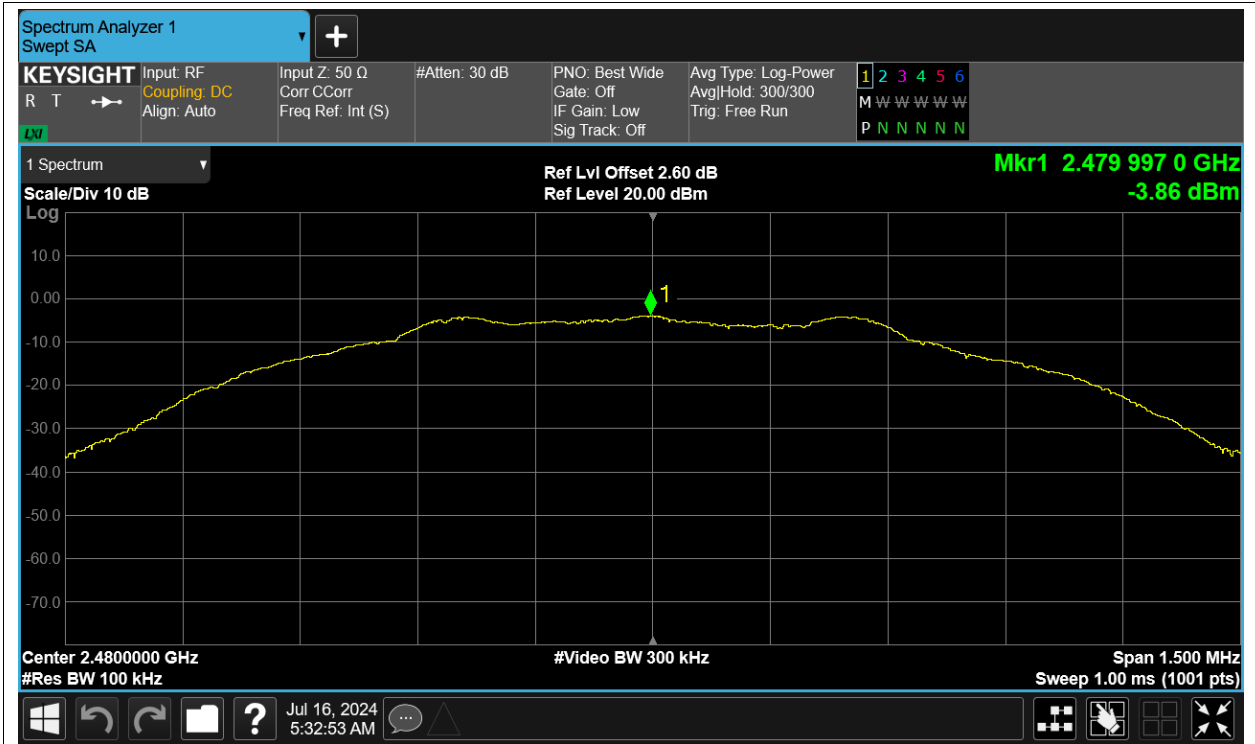 Spectrum Analyzer 1
Swept SA
KEYSIGHT
R T
LXI
Input: RF
Coupling: DC
Align: Auto
Input Z: 50 Ω
Corr CCorr
Freq Ref: Int (S)
#Atten: 30 dB
PNO: Best Wide
Gate: Off
IF Gain: Low
Sig Track: Off
Avg Type: Log-Power
Avg|Hold: 300/300
Trig: Free Run
1 2 3 4 5 6
M W W W W W
P N N N N N
1 Spectrum
Scale/Div 10 dB
Log
Ref Lvl Offset 2.60 dB
Ref Level 20.00 dBm
Mkr1 2.479 997 0 GHz
-3.86 dBm
10.0
0.00
1
-10.0
-20.0
-30.0
-40.0
-50.0
-60.0
-70.0
Center 2.4800000 GHz
#Video BW 300 kHz
Span 1.500 MHz
#Res BW 100 kHz
Sweep 1.00 ms (1001 pts)
?
Jul 16, 2024
5:32:53 AM